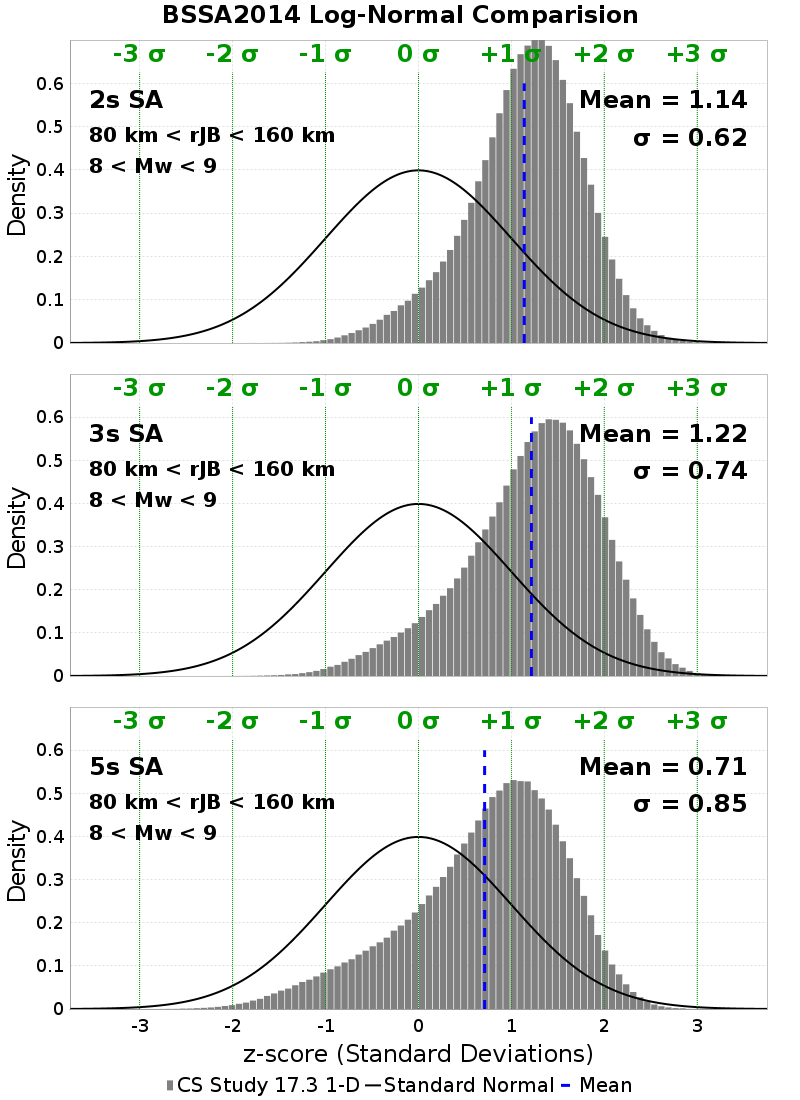 BSSA2014 Log-Normal Comparision
-3 σ -2 σ -1 σ 0 σ +1 σ +2 σ +3 σ
2s SA
80 km < rJB < 160 km
8 < Mw < 9
Mean = 1.14
σ = 0.62
Density
0.6
0.5
0.4
0.3
0.2
0.1
0
-3 σ -2 σ -1 σ 0 σ +1 σ +2 σ +3 σ
3s SA
80 km < rJB < 160 km
8 < Mw < 9
Mean = 1.22
σ = 0.74
Density
0.6
0.5
0.4
0.3
0.2
0.1
0
-3 σ -2 σ -1 σ 0 σ +1 σ +2 σ +3 σ
5s SA
80 km < rJB < 160 km
8 < Mw < 9
Mean = 0.71
σ = 0.85
Density
0.6
0.5
0.4
0.3
0.2
0.1
0
-3 -2 -1 0 1 2 3
z-score (Standard Deviations)
CS Study 17.3 1-D Standard Normal Mean